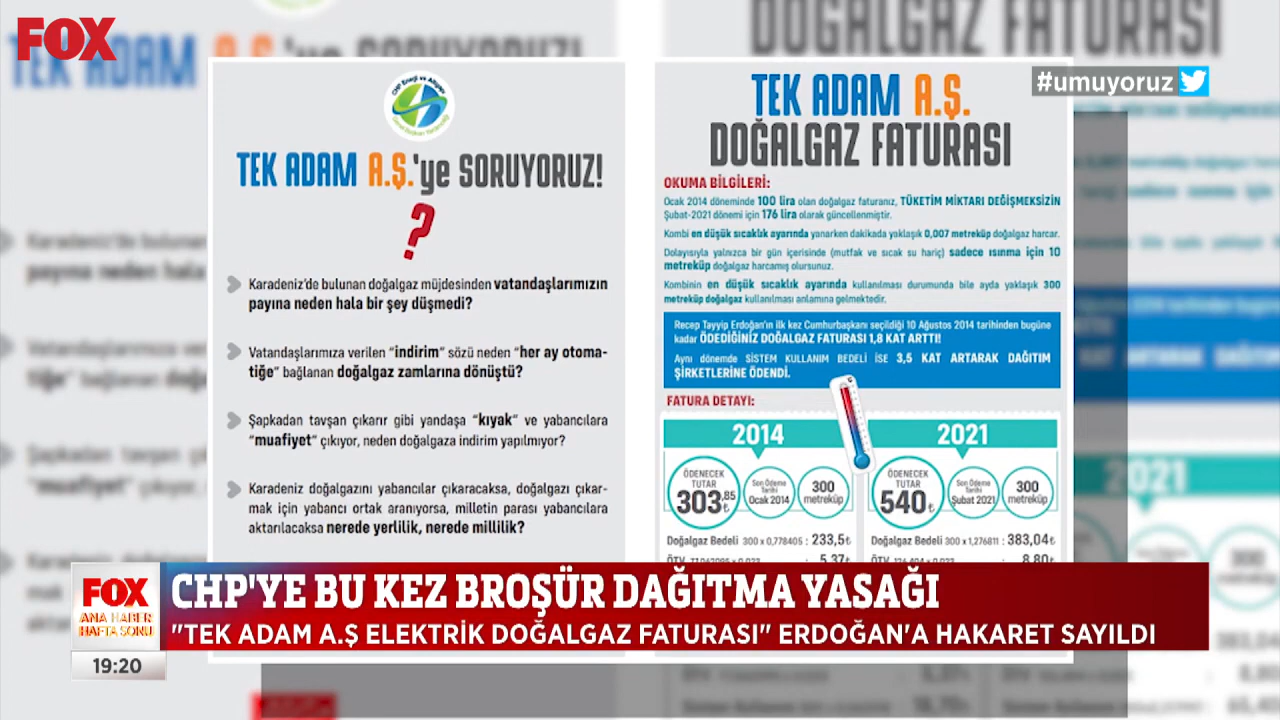 FOX
#umuyoruz
CHP Enerji ve Altyapı
TEK ADAM A.Ş.'ye SORUYORUZ!
?
Karadeniz'de bulunan doğalgaz müjdesinden vatandaşlarımızın
payına neden hala bir şey düşmedi?
Vatandaşlarımıza verilen "indirim" sözü neden "her ay otoma-
tiğe" bağlanan doğalgaz zamlarına dönüştü?
Şapkadan tavşan çıkarır gibi yandaşa "kıyak" ve yabancılara
"muafiyet" çıkıyor, neden doğalgaza indirim yapılmıyor?
Karadeniz doğalgazını yabancılar çıkaracaksa, doğalgazı çıkar-
mak için yabancı ortak aranıyorsa, milletin parası yabancılara
aktarılacaksa nerede yerlilik, nerede millilik?
TEK ADAM A.Ş.
DOĞALGAZ FATURASI
OKUMA BİLGİLERİ:
Ocak 2014 döneminde 100 lira olan doğalgaz faturanız, TÜKETİM MİKTARI DEĞİŞMEKSİZİN
Şubat-2021 dönemi için 176 lira olarak güncellenmiştir.
Kombi en düşük sıcaklık ayarında yanarken dakikada yaklaşık 0,007 metreküp doğalgaz harcar.
Dolayısıyla yalnızca bir gün içerisinde (mutfak ve sıcak su hariç) sadece ısınma için 10
metreküp doğalgaz harcamış olursunuz.
Kombinin en düşük sıcaklık ayarında kullanılması durumunda bile ayda yaklaşık 300
metreküp doğalgaz kullanılması anlamına gelmektedir.
Recep Tayyip Erdoğan'ın ilk kez Cumhurbaşkanı seçildiği 10 Ağustos 2014 tarihinden bugüne
kadar ÖDEDİĞİNİZ DOĞALGAZ FATURASI 1,8 KAT ARTTI!
Aynı dönemde SİSTEM KULLANIM BEDELİ İSE 3,5 KAT ARTARAK DAĞITIM
ŞİRKETLERİNE ÖDENDİ.
FATURA DETAYI:
2014
ÖDENECEK
TUTAR
303,85₺
Son Ödeme
Tarihi
Ocak 2014
300
metreküp
Doğalgaz Bedeli 300 x 0,778405 : 233,5₺
2021
ÖDENECEK
TUTAR
540₺
Son Ödeme
Tarihi
Şubat 2021
300
metreküp
Doğalgaz Bedeli 300 x 1,276811 : 383,04₺
FOX
ANA HABER
HAFTA SONU
19:20
CHP'YE BU KEZ BROŞÜR DAĞITMA YASAĞI
"TEK ADAM A.Ş ELEKTRİK DOĞALGAZ FATURASI" ERDOĞAN'A HAKARET SAYILDI